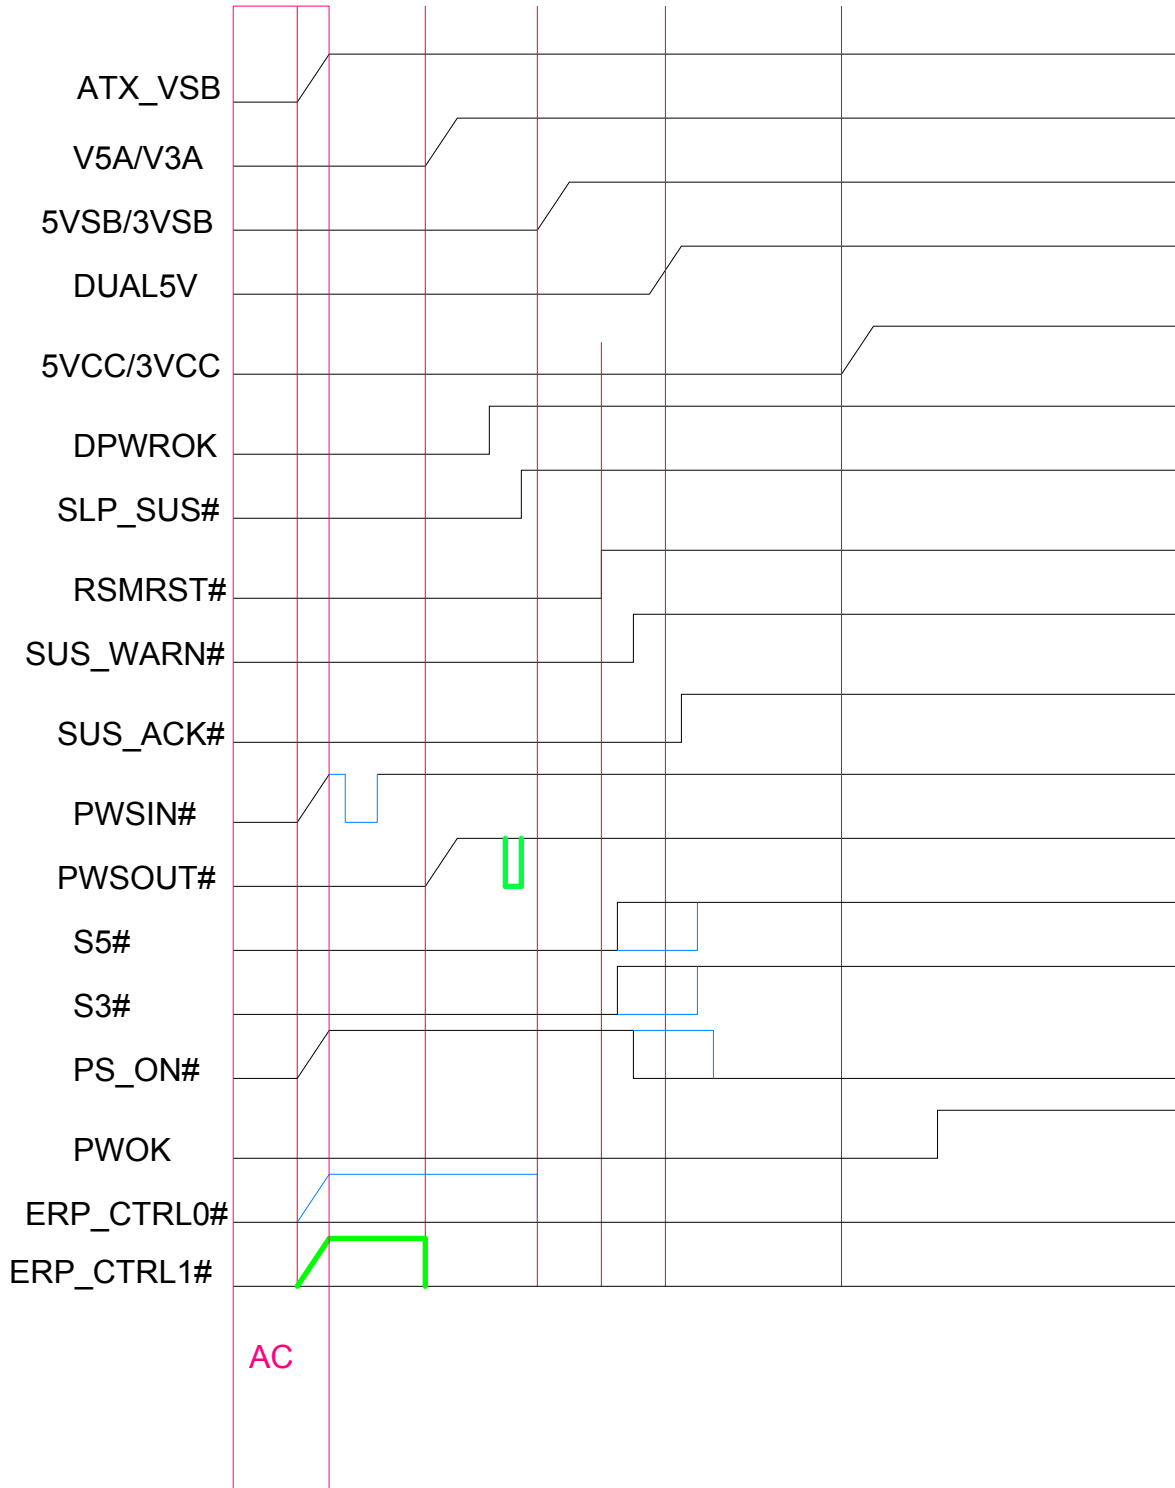 ATX_VSB
V5A/V3A
5VSB/3VSB
DUAL5V
5VCC/3VCC
DPWROK
SLP_SUS#
RSMRST#
SUS_WARN#
SUS_ACK#
PWSIN#
PWSOUT#
S5#
S3#
PS_ON#
PWOK
ERP_CTRL0#
ERP_CTRL1#
AC